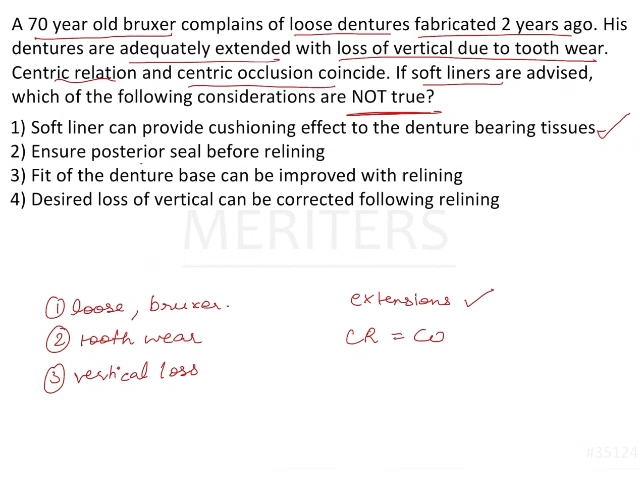 A 70 year old bruxer complains of loose dentures fabricated 2 years ago. His
dentures are adequately extended with loss of vertical due to tooth wear.
Centric relation and centric occlusion coincide. If soft liners are advised,
which of the following considerations are NOT true?
1) Soft liner can provide cushioning effect to the denture bearing tissues
2) Ensure posterior seal before relining
3) Fit of the denture base can be improved with relining
4) Desired loss of vertical can be corrected following relining
MERITERS
① loose, bruxer.
extensions ✓
② tooth wear
CR = CO
③ vertical loss
#35124